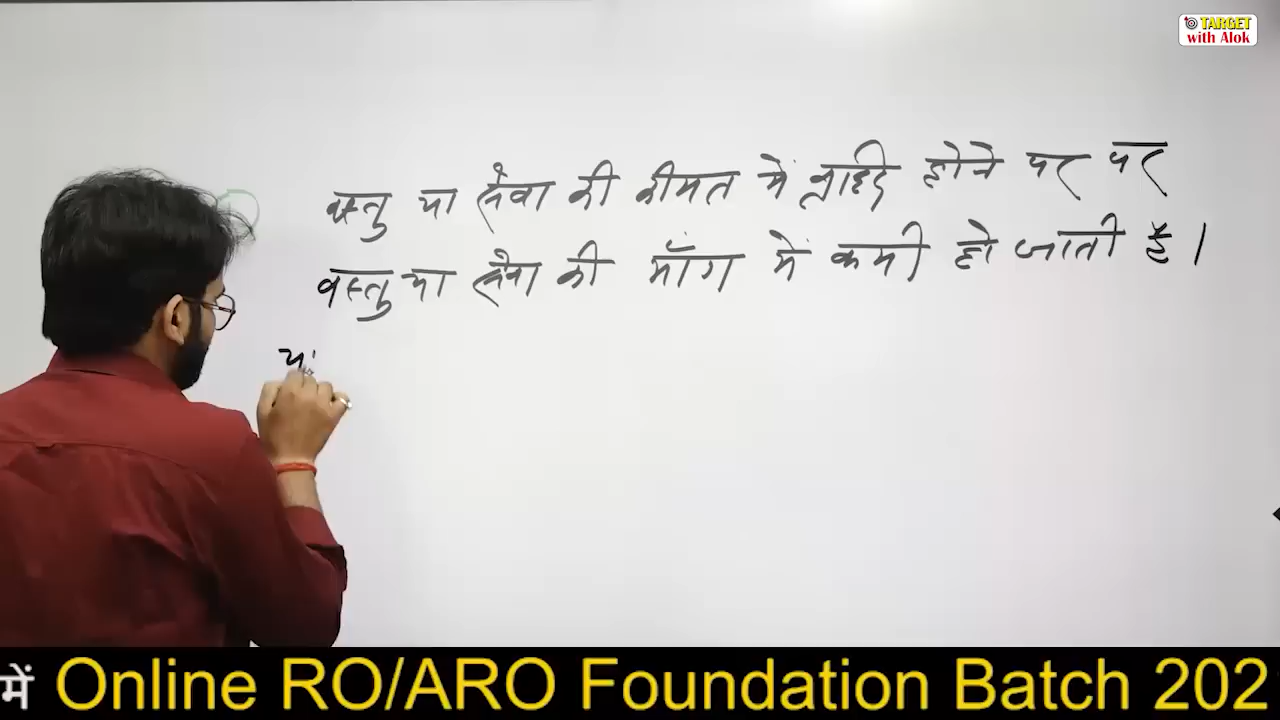 TARGET
with Alok
वस्तु या सेवा की कीमत में वृद्धि होने पर पर
वस्तु या सेवा की माँग में कमी हो जाती है।
में Online RO/ARO Foundation Batch 202